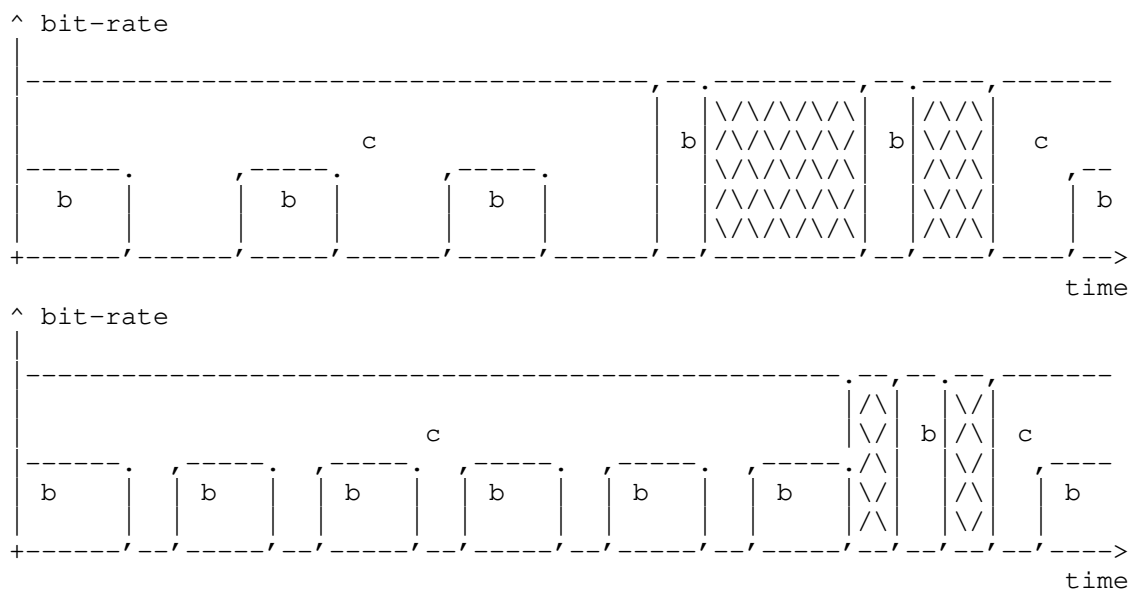 ^ bit-rate
|
|---------------------------------------,--.---------,--.----,-------
|                                       |  |\/\/\/\/\|  |\/\/|
|                     c                 | b|/\/\/\/\/| b|/\/\| c
|------.      ,-----.      ,-----.      |  |\/\/\/\/\|  |\/\/|    ,--
|  b   |      |  b  |      |  b  |      |  |/\/\/\/\/|  |/\/\|    | b
|      |      |     |      |     |      |  |\/\/\/\/\|  |\/\/|    |
+------'------'-----'------'-----'------'--'---------'--'----'----'-->
time
^ bit-rate
|
|---------------------------------------------------.--,--.--,-------
|                                                   |/\|  |\/|
|                         c                         |\/| b|/\| c
|------.  ,-----.  ,-----.  ,-----.  ,-----.  ,-----./\|  |\/|  ,----
| b    |  | b   |  | b   |  | b   |  | b   |  | b   |\/|  |/\|  | b
|      |  |     |  |     |  |     |  |     |  |     |/\|  |\/|  |
+------'--'-----'--'-----'--'-----'--'-----'--'-----'--'--'--'--'---->
time